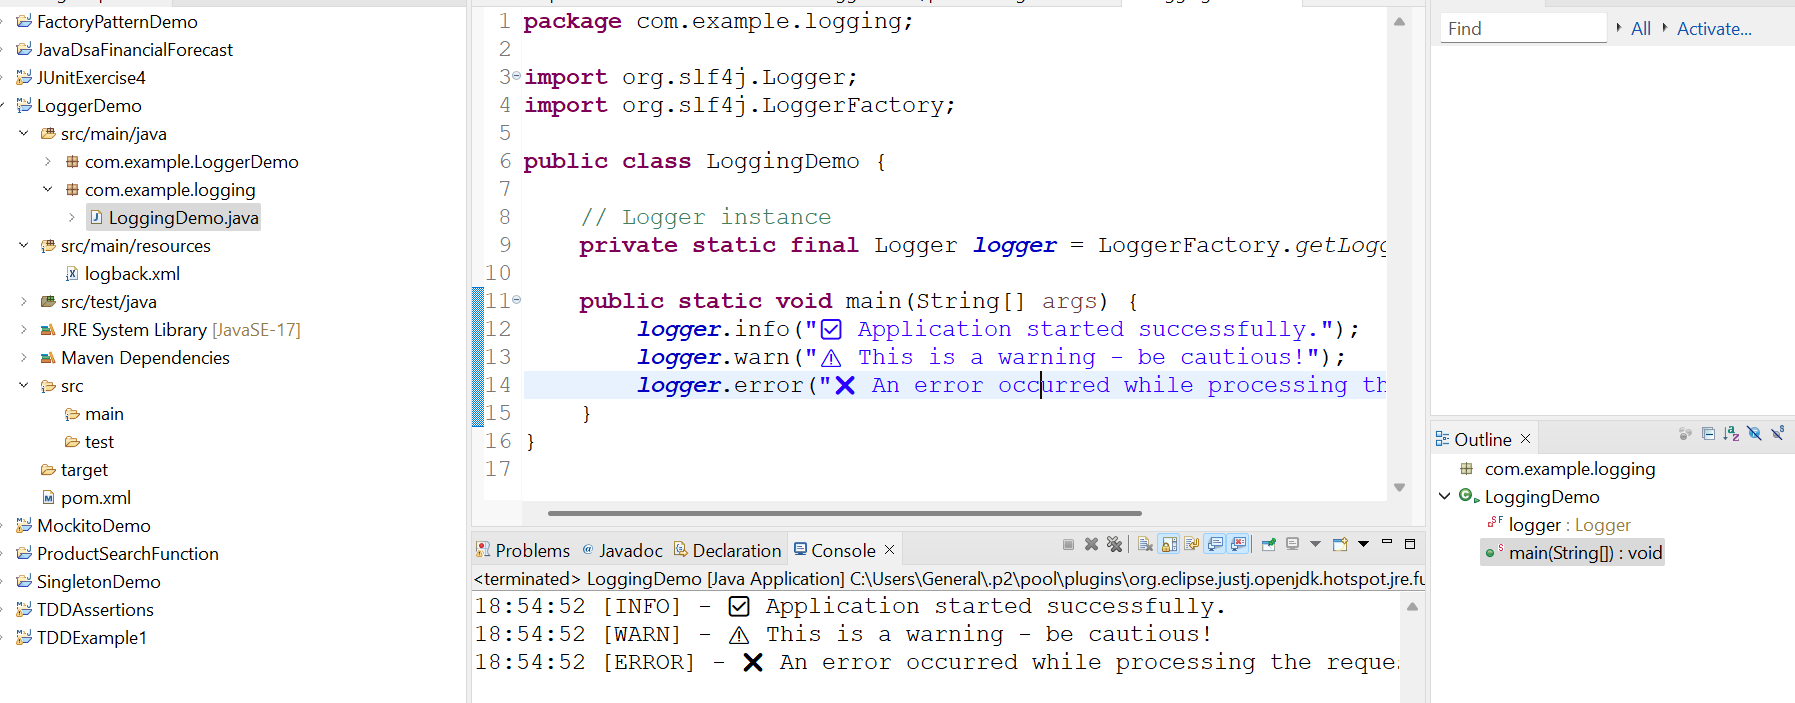 FactoryPatternDemo
JavaDsaFinancialForecast
JUnitExercise4
LoggerDemo
src/main/java
com.example.LoggerDemo
com.example.logging
LoggingDemo.java
src/main/resources
logback.xml
src/test/java
JRE System Library [JavaSE-17]
Maven Dependencies
src
main
test
target
pom.xml
MockitoDemo
ProductSearchFunction
SingletonDemo
TDDAssertions
TDDExample1
1 package com.example.logging;
2
3 import org.slf4j.Logger;
4 import org.slf4j.LoggerFactory;
5
6 public class LoggingDemo {
7
8 // Logger instance
9 private static final Logger logger = LoggerFactory.getLogg
10
11 public static void main(String[] args) {
12 logger.info("☑ Application started successfully.");
13 logger.warn("⚠ This is a warning - be cautious!");
14 logger.error("❌ An error occurred while processing th
15 }
16 }
17
Problems @ Javadoc Declaration Console
<terminated> LoggingDemo [Java Application] C:\Users\General\.p2\pool\plugins\org.eclipse.justj.openjdk.hotspot.jre.fu
18:54:52 [INFO] - ☑ Application started successfully.
18:54:52 [WARN] - ⚠ This is a warning - be cautious!
18:54:52 [ERROR] - ❌ An error occurred while processing the reque
Find All Activate...
Outline
com.example.logging
LoggingDemo
logger : Logger
main(String[]) : void